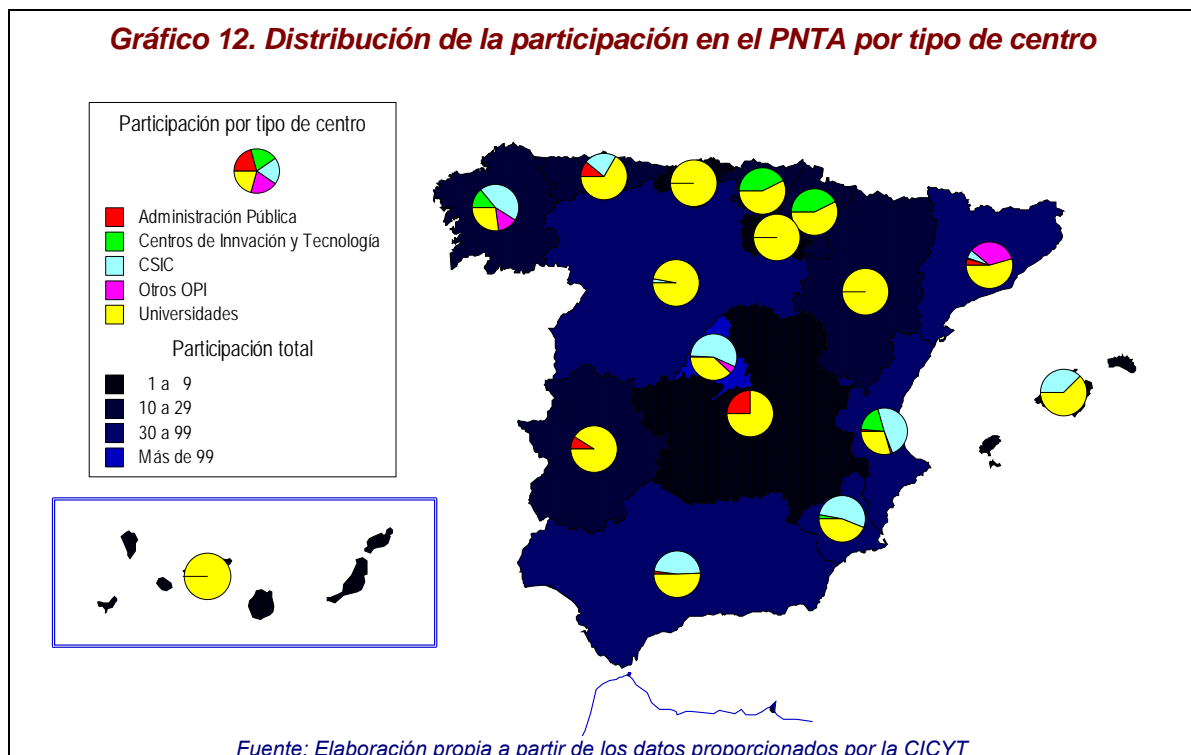 Gráfico 12. Distribución de la participación en el PNTA por tipo de centro
Participación por tipo de centro
Administración Pública
Centros de Innvación y Tecnología
CSIC
Otros OPI
Universidades
Participación total
1 a 9
10 a 29
30 a 99
Más de 99
Fuente: Elaboración propia a partir de los datos proporcionados por la CICYT